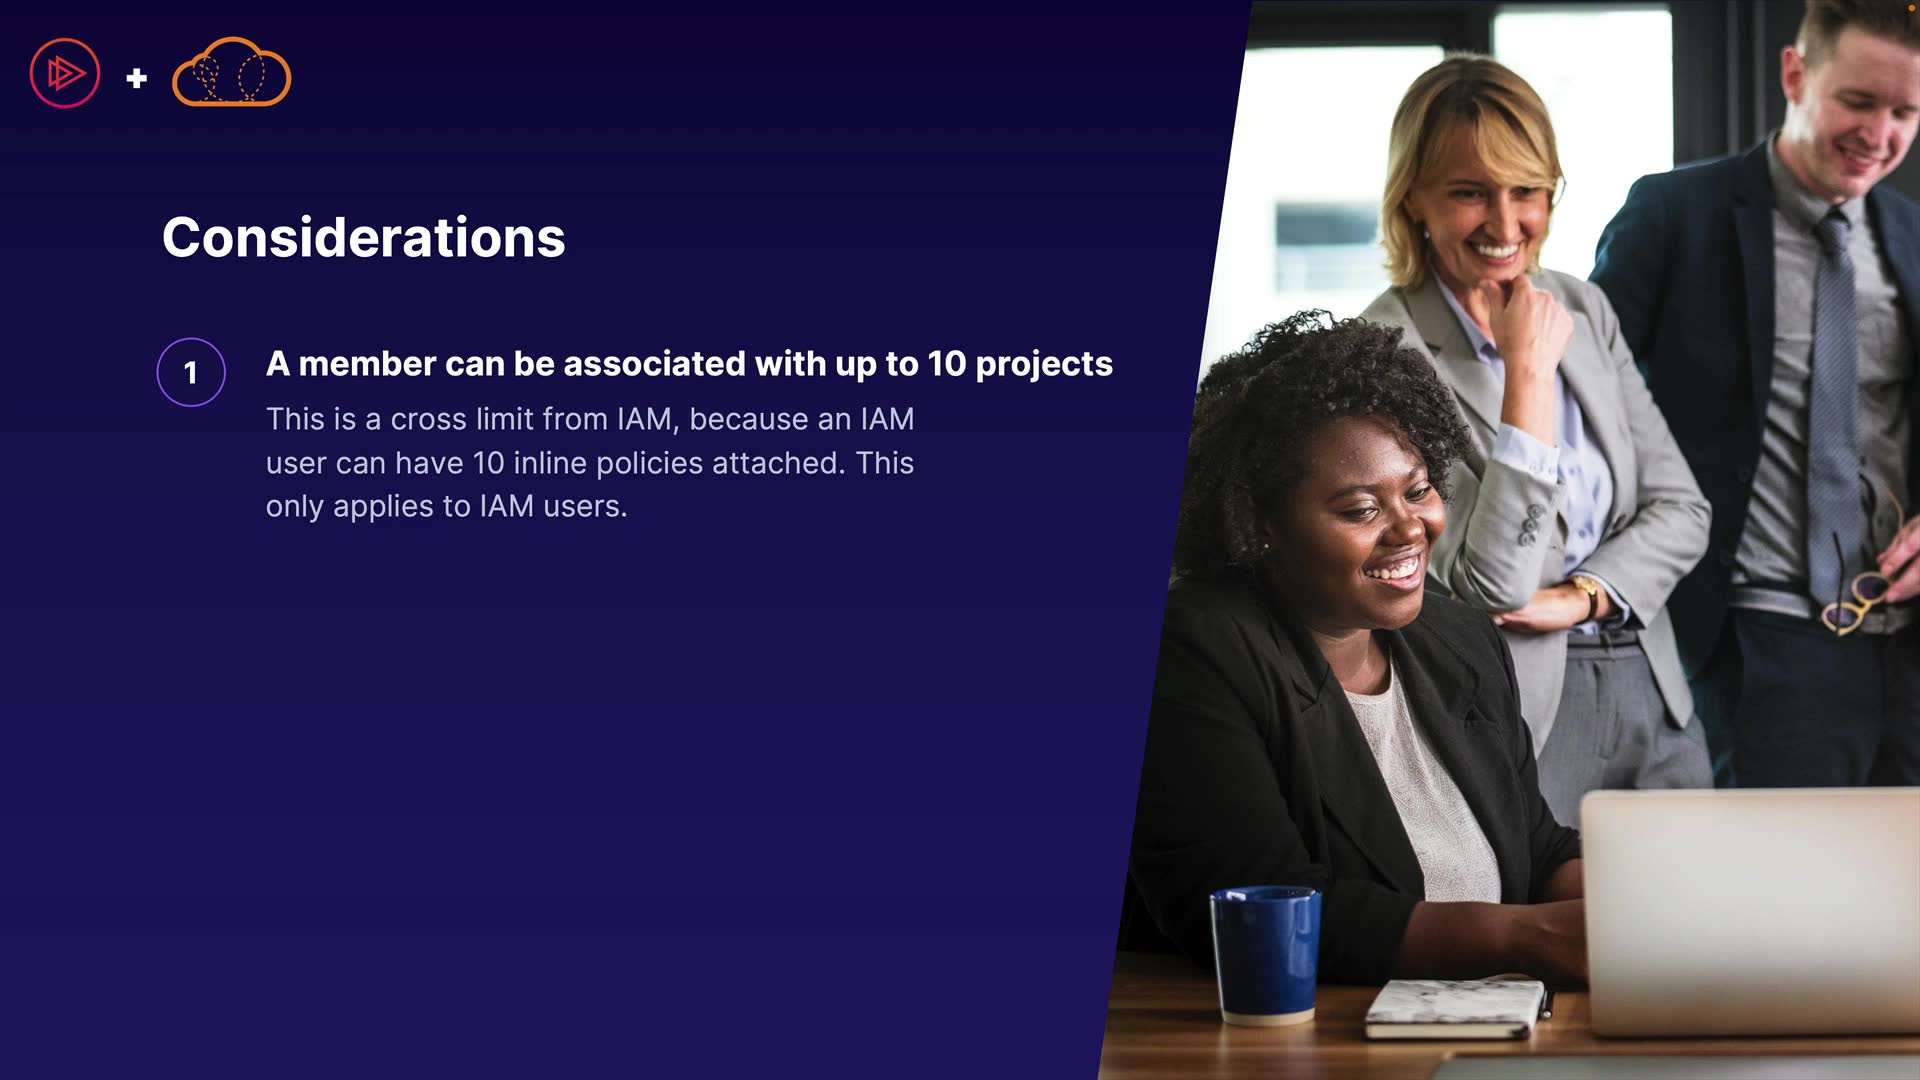 Considerations
1
A member can be associated with up to 10 projects
This is a cross limit from IAM, because an IAM
user can have 10 inline policies attached. This
only applies to IAM users.